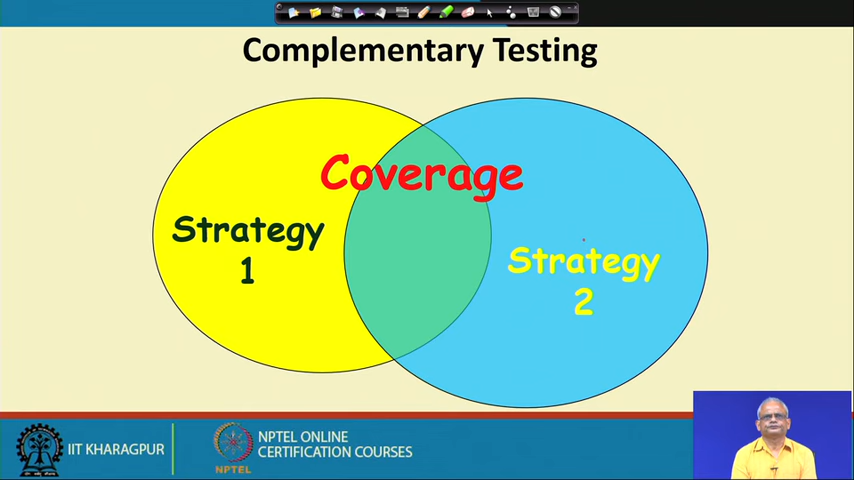 Complementary Testing
Coverage
Strategy
1
Strategy
2
IIT KHARAGPUR
NPTEL ONLINE
CERTIFICATION COURSES
NPTEL